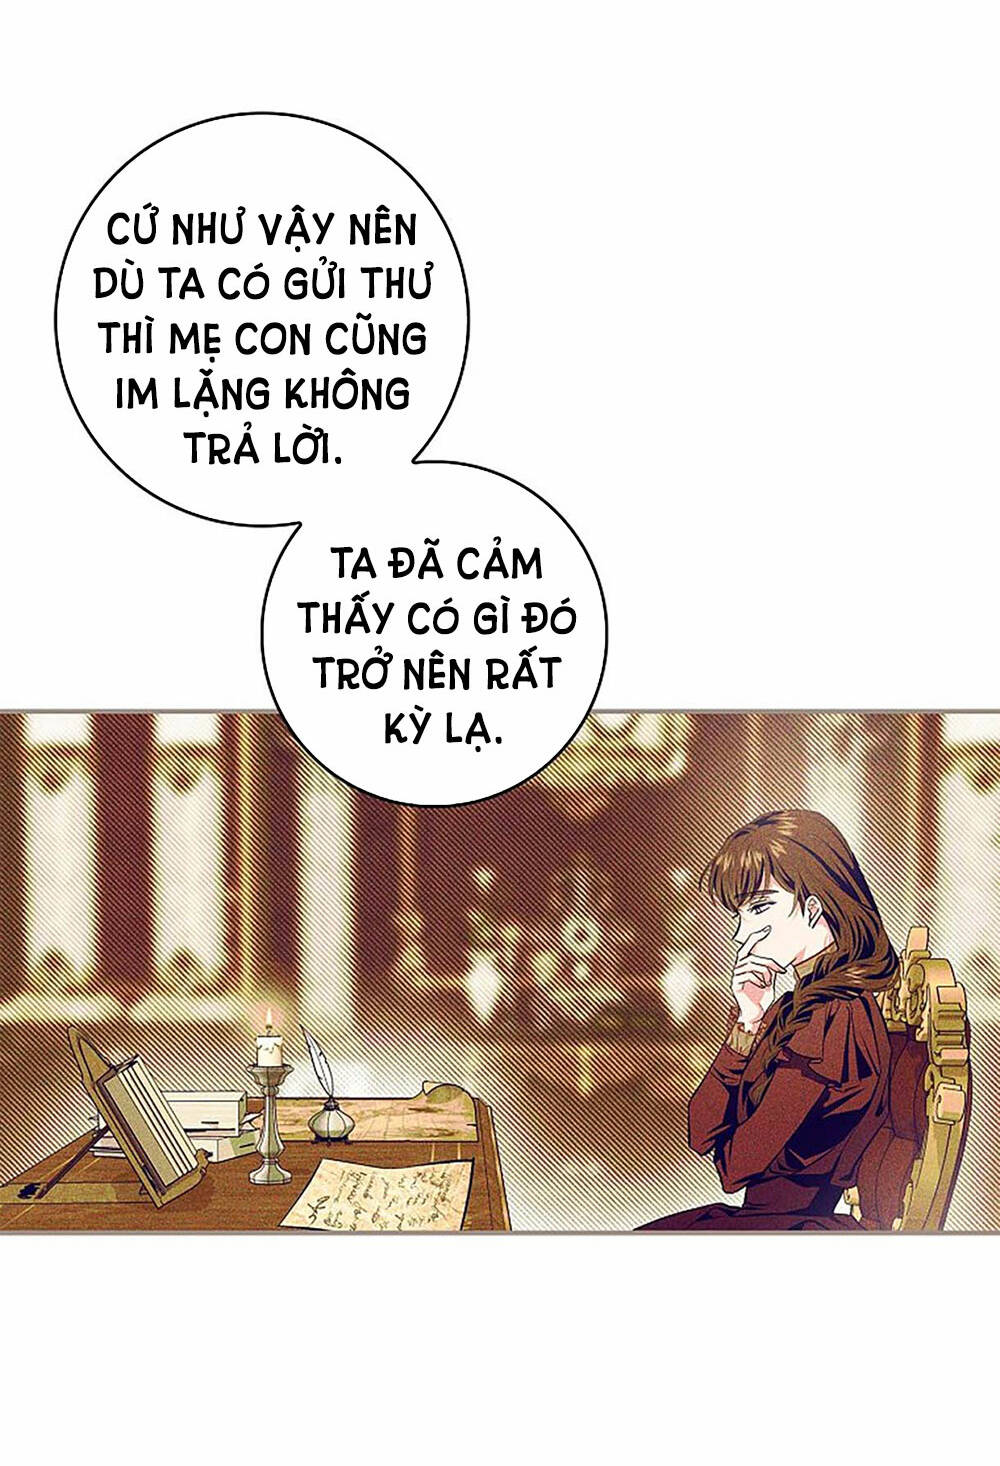 CỨ NHƯ VẬY NÊN
DÙ TA CÓ GỬI THƯ
THÌ MẸ CON CŨNG
IM LẶNG KHÔNG
TRẢ LỜI.
TA ĐÃ CẢM
THẤY CÓ GÌ ĐÓ
TRỞ NÊN RẤT
KỲ LẠ.